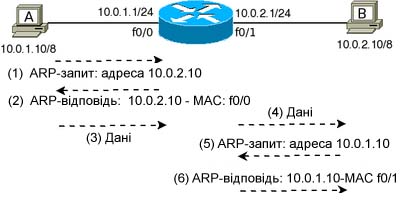 A
10.0.1.1/24
10.0.2.1/24
B
f0/0
f0/1
10.0.1.10/8
10.0.2.10/8
(1) ARP-запит: адреса 10.0.2.10
(2) ARP-відповідь: 10.0.2.10 - MAC: f0/0
(3) Дані
(4) Дані
(5) ARP-запит: адреса 10.0.1.10
(6) ARP-відповідь: 10.0.1.10-MAC f0/1